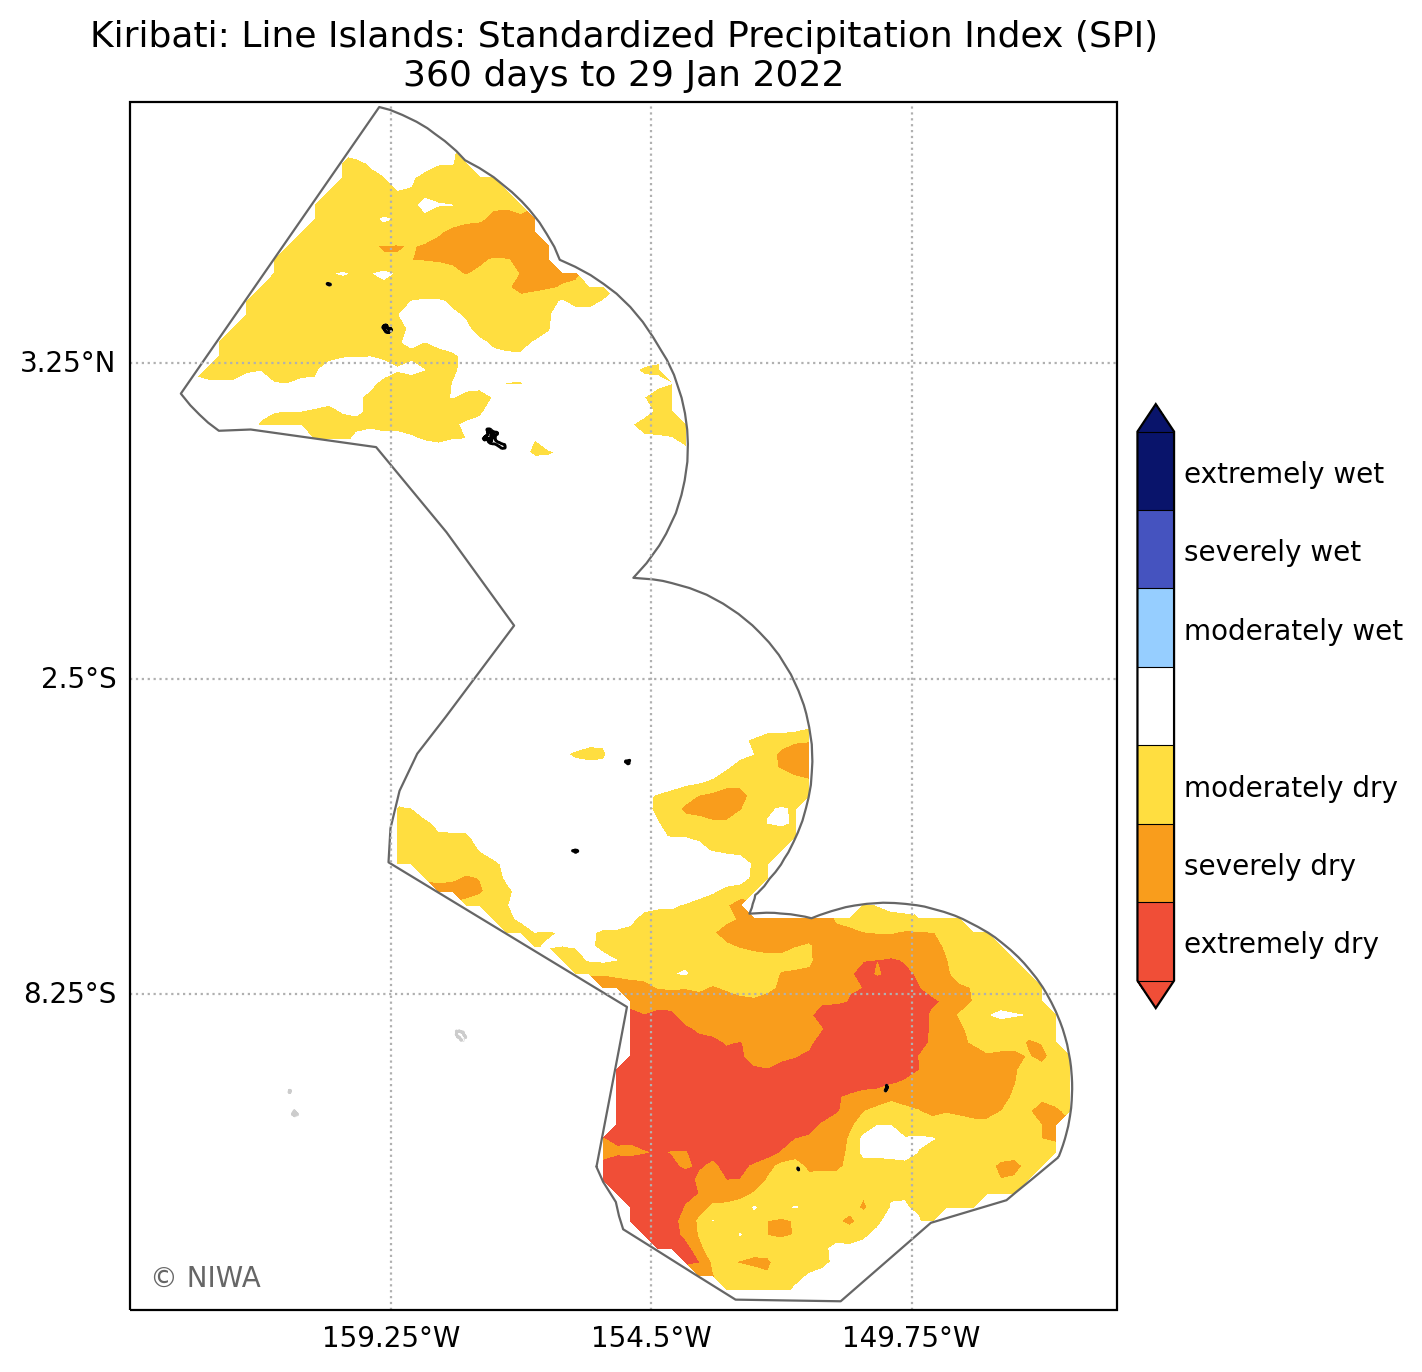 Kiribati: Line Islands: Standardized Precipitation Index (SPI)
360 days to 29 Jan 2022
3.25°N
2.5°S
8.25°S
159.25°W
154.5°W
149.75°W
extremely wet
severely wet
moderately wet
moderately dry
severely dry
extremely dry
© NIWA